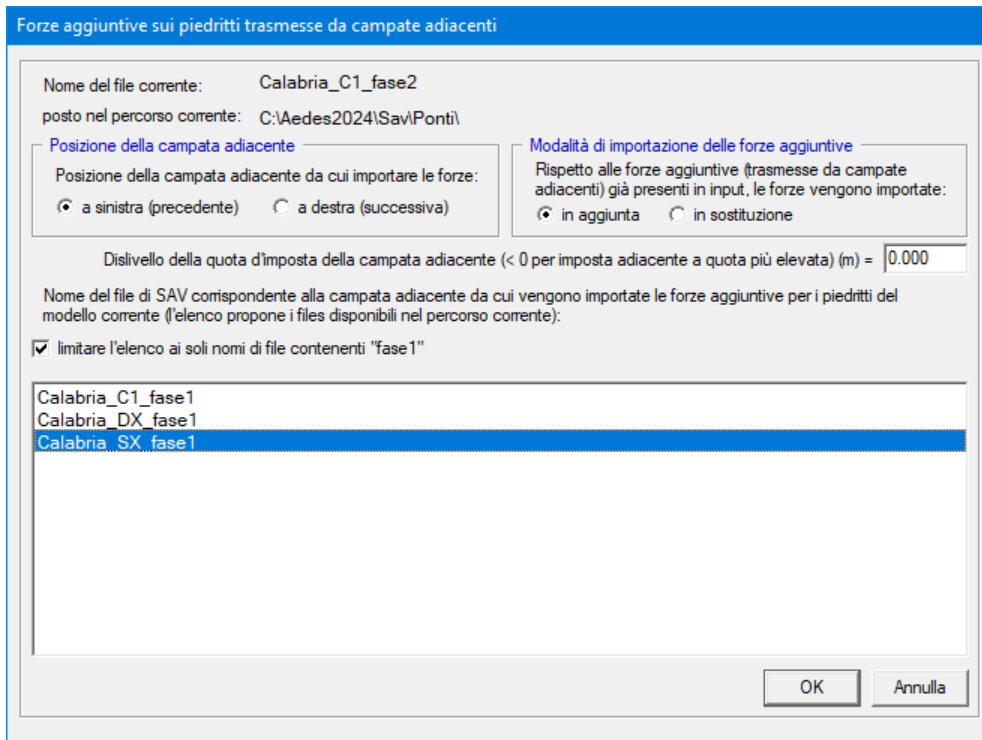 Forze aggiuntive sui piedritti trasmesse da campate adiacenti
Nome del file corrente: Calabria_C1_fase2
posto nel percorso corrente: C:\Aedes2024\Sav\Ponti\
Posizione della campata adiacente
Posizione della campata adiacente da cui importare le forze:
a sinistra (precedente) a destra (successiva)
Modalità di importazione delle forze aggiuntive
Rispetto alle forze aggiuntive (trasmesse da campate
adiacenti) già presenti in input, le forze vengono importate:
in aggiunta in sostituzione
Dislivello della quota d'imposta della campata adiacente (< 0 per imposta adiacente a quota più elevata) (m) = 0.000
Nome del file di SAV corrispondente alla campata adiacente da cui vengono importate le forze aggiuntive per i piedritti del
modello corrente (l'elenco propone i files disponibili nel percorso corrente):
limitare l'elenco ai soli nomi di file contenenti "fase1"
Calabria_C1_fase1
Calabria_DX_fase1
Calabria_SX_fase1
OK Annulla